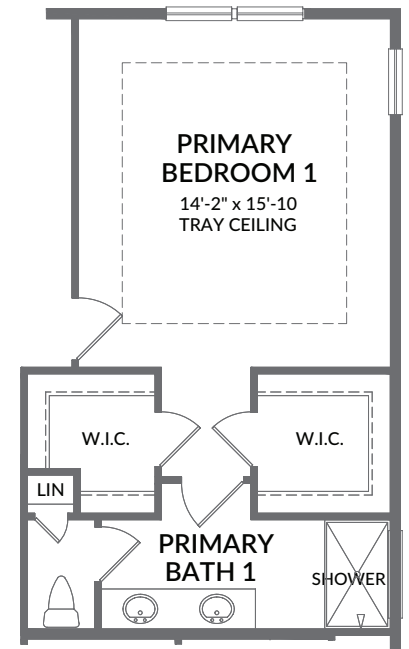 PRIMARY
BEDROOM 1
14'-2" x 15'-10
TRAY CEILING
W.I.C.
W.I.C.
LIN
PRIMARY
BATH 1
SHOWER